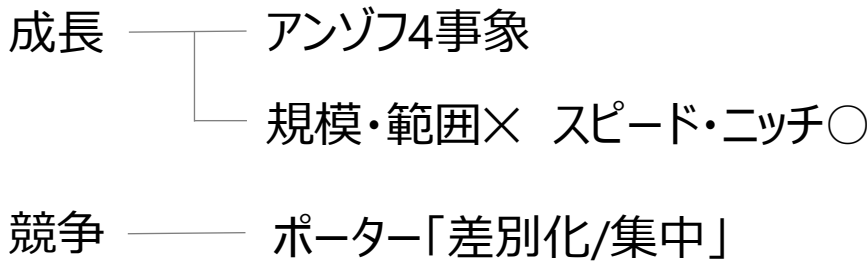 成長 アンゾフ4事象
規模・範囲× スピード・ニッチ○
競争 ポーター「差別化/集中」